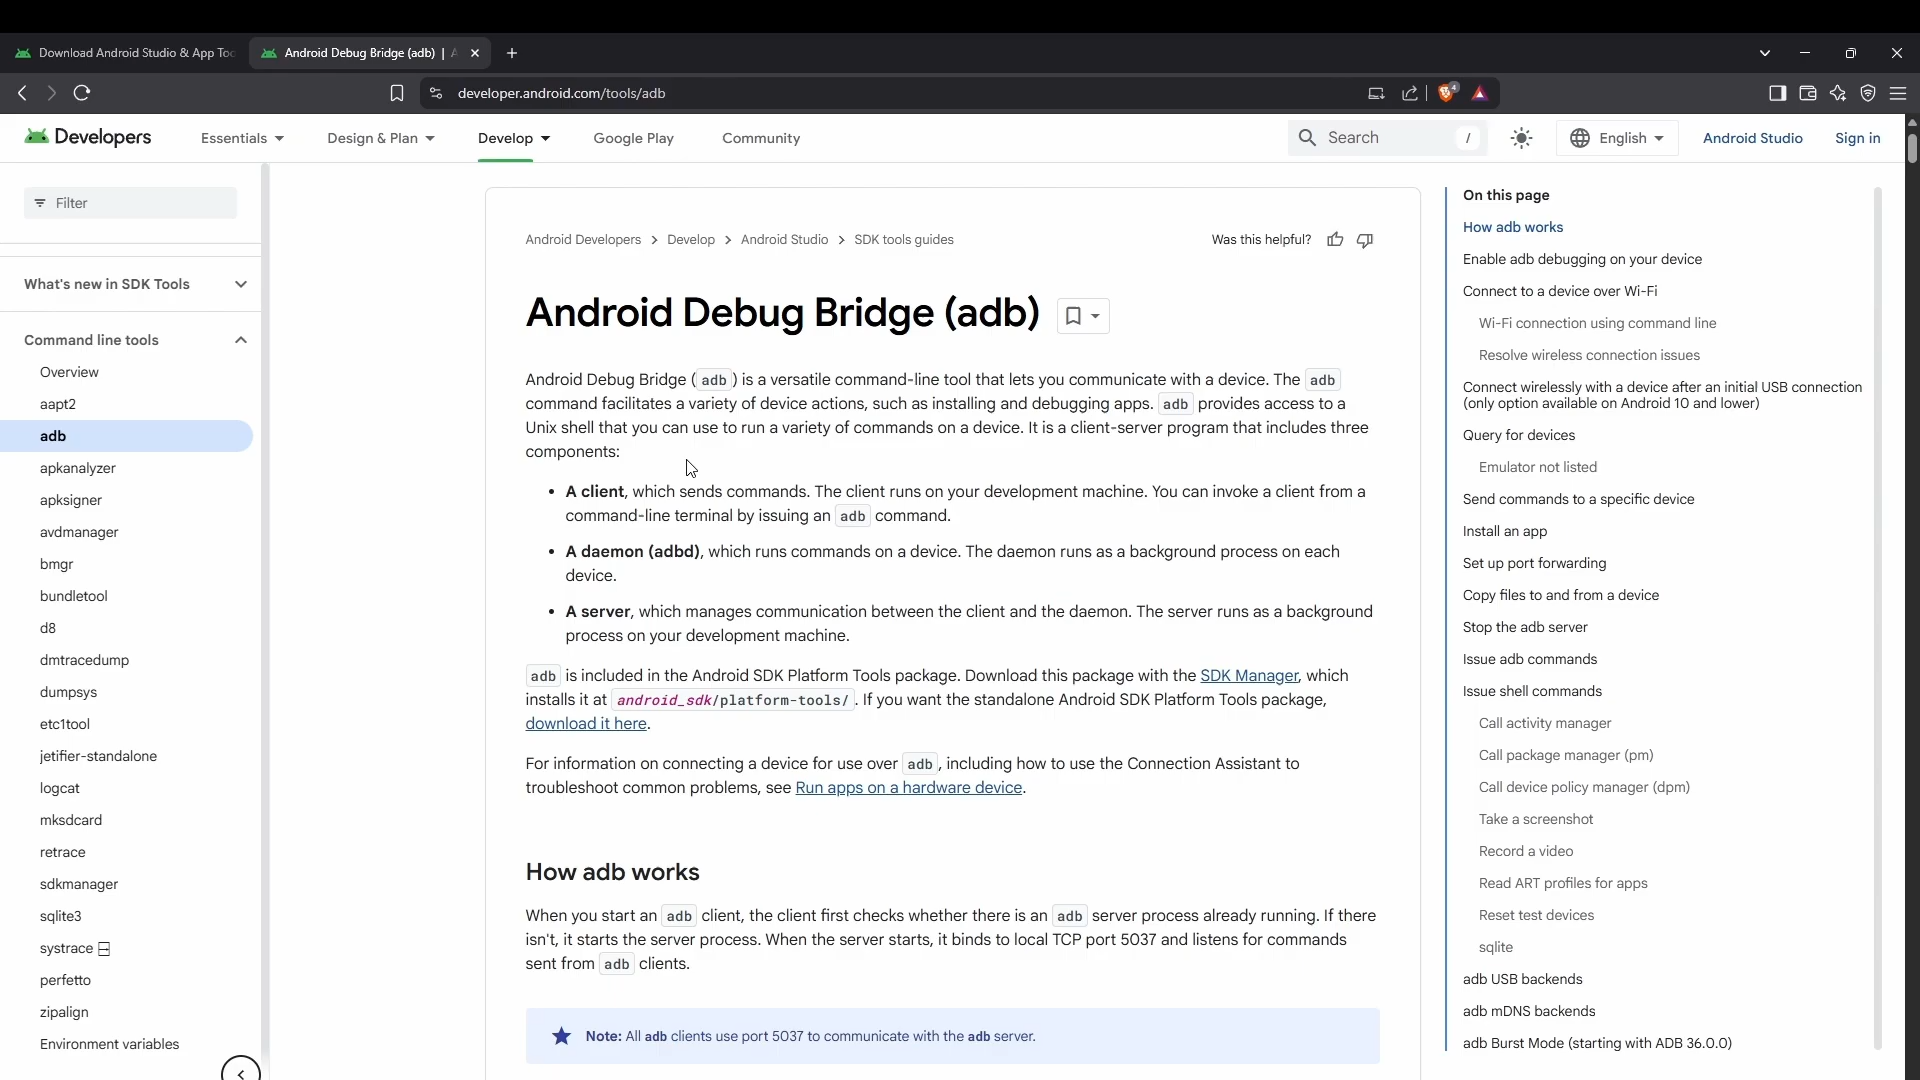 Download Android Studio & App Too
Android Debug Bridge (adb) | A
developer.android.com/tools/adb
4
Developers
Essentials
Design & Plan
Develop
Google Play
Community
Search
/
English
Android Studio
Sign in
Filter
What's new in SDK Tools
Command line tools
Overview
aapt2
adb
apkanalyzer
apksigner
avdmanager
bmgr
bundletool
d8
dmtracedump
dumpsys
etc1tool
jetifier-standalone
logcat
mksdcard
retrace
sdkmanager
sqlite3
systrace
perfetto
zipalign
Environment variables
Android Developers > Develop > Android Studio > SDK tools guides
Was this helpful?
Android Debug Bridge (adb)
Android Debug Bridge ( adb ) is a versatile command-line tool that lets you communicate with a device. The adb
command facilitates a variety of device actions, such as installing and debugging apps. adb provides access to a
Unix shell that you can use to run a variety of commands on a device. It is a client-server program that includes three
components:
• A client, which sends commands. The client runs on your development machine. You can invoke a client from a
command-line terminal by issuing an adb command.
• A daemon (adbd), which runs commands on a device. The daemon runs as a background process on each
device.
• A server, which manages communication between the client and the daemon. The server runs as a background
process on your development machine.
adb is included in the Android SDK Platform Tools package. Download this package with the SDK Manager, which
installs it at android_sdk/platform-tools/ . If you want the standalone Android SDK Platform Tools package,
download it here.
For information on connecting a device for use over adb , including how to use the Connection Assistant to
troubleshoot common problems, see Run apps on a hardware device.
How adb works
When you start an adb client, the client first checks whether there is an adb server process already running. If there
isn't, it starts the server process. When the server starts, it binds to local TCP port 5037 and listens for commands
sent from adb clients.
Note: All adb clients use port 5037 to communicate with the adb server.
On this page
How adb works
Enable adb debugging on your device
Connect to a device over Wi-Fi
Wi-Fi connection using command line
Resolve wireless connection issues
Connect wirelessly with a device after an initial USB connection
(only option available on Android 10 and lower)
Query for devices
Emulator not listed
Send commands to a specific device
Install an app
Set up port forwarding
Copy files to and from a device
Stop the adb server
Issue adb commands
Issue shell commands
Call activity manager
Call package manager (pm)
Call device policy manager (dpm)
Take a screenshot
Record a video
Read ART profiles for apps
Reset test devices
sqlite
adb USB backends
adb mDNS backends
adb Burst Mode (starting with ADB 36.0.0)